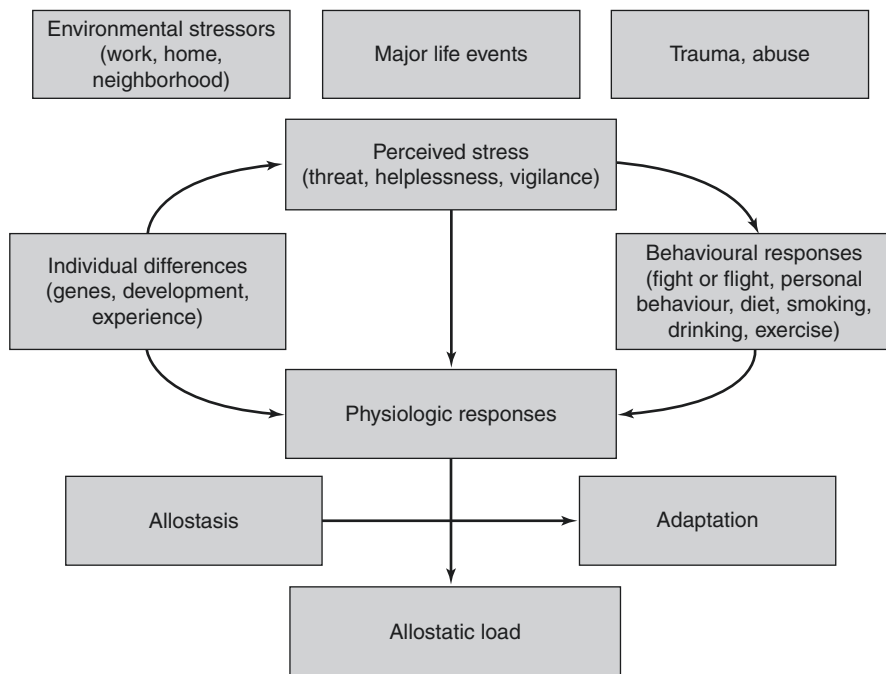 Environmental stressors
(work, home,
neighborhood)
Major life events
Trauma, abuse
Perceived stress
(threat, helplessness, vigilance)
Individual differences
(genes, development,
experience)
Behavioural responses
(fight or flight, personal
behaviour, diet, smoking,
drinking, exercise)
Physiologic responses
Allostasis
Adaptation
Allostatic load